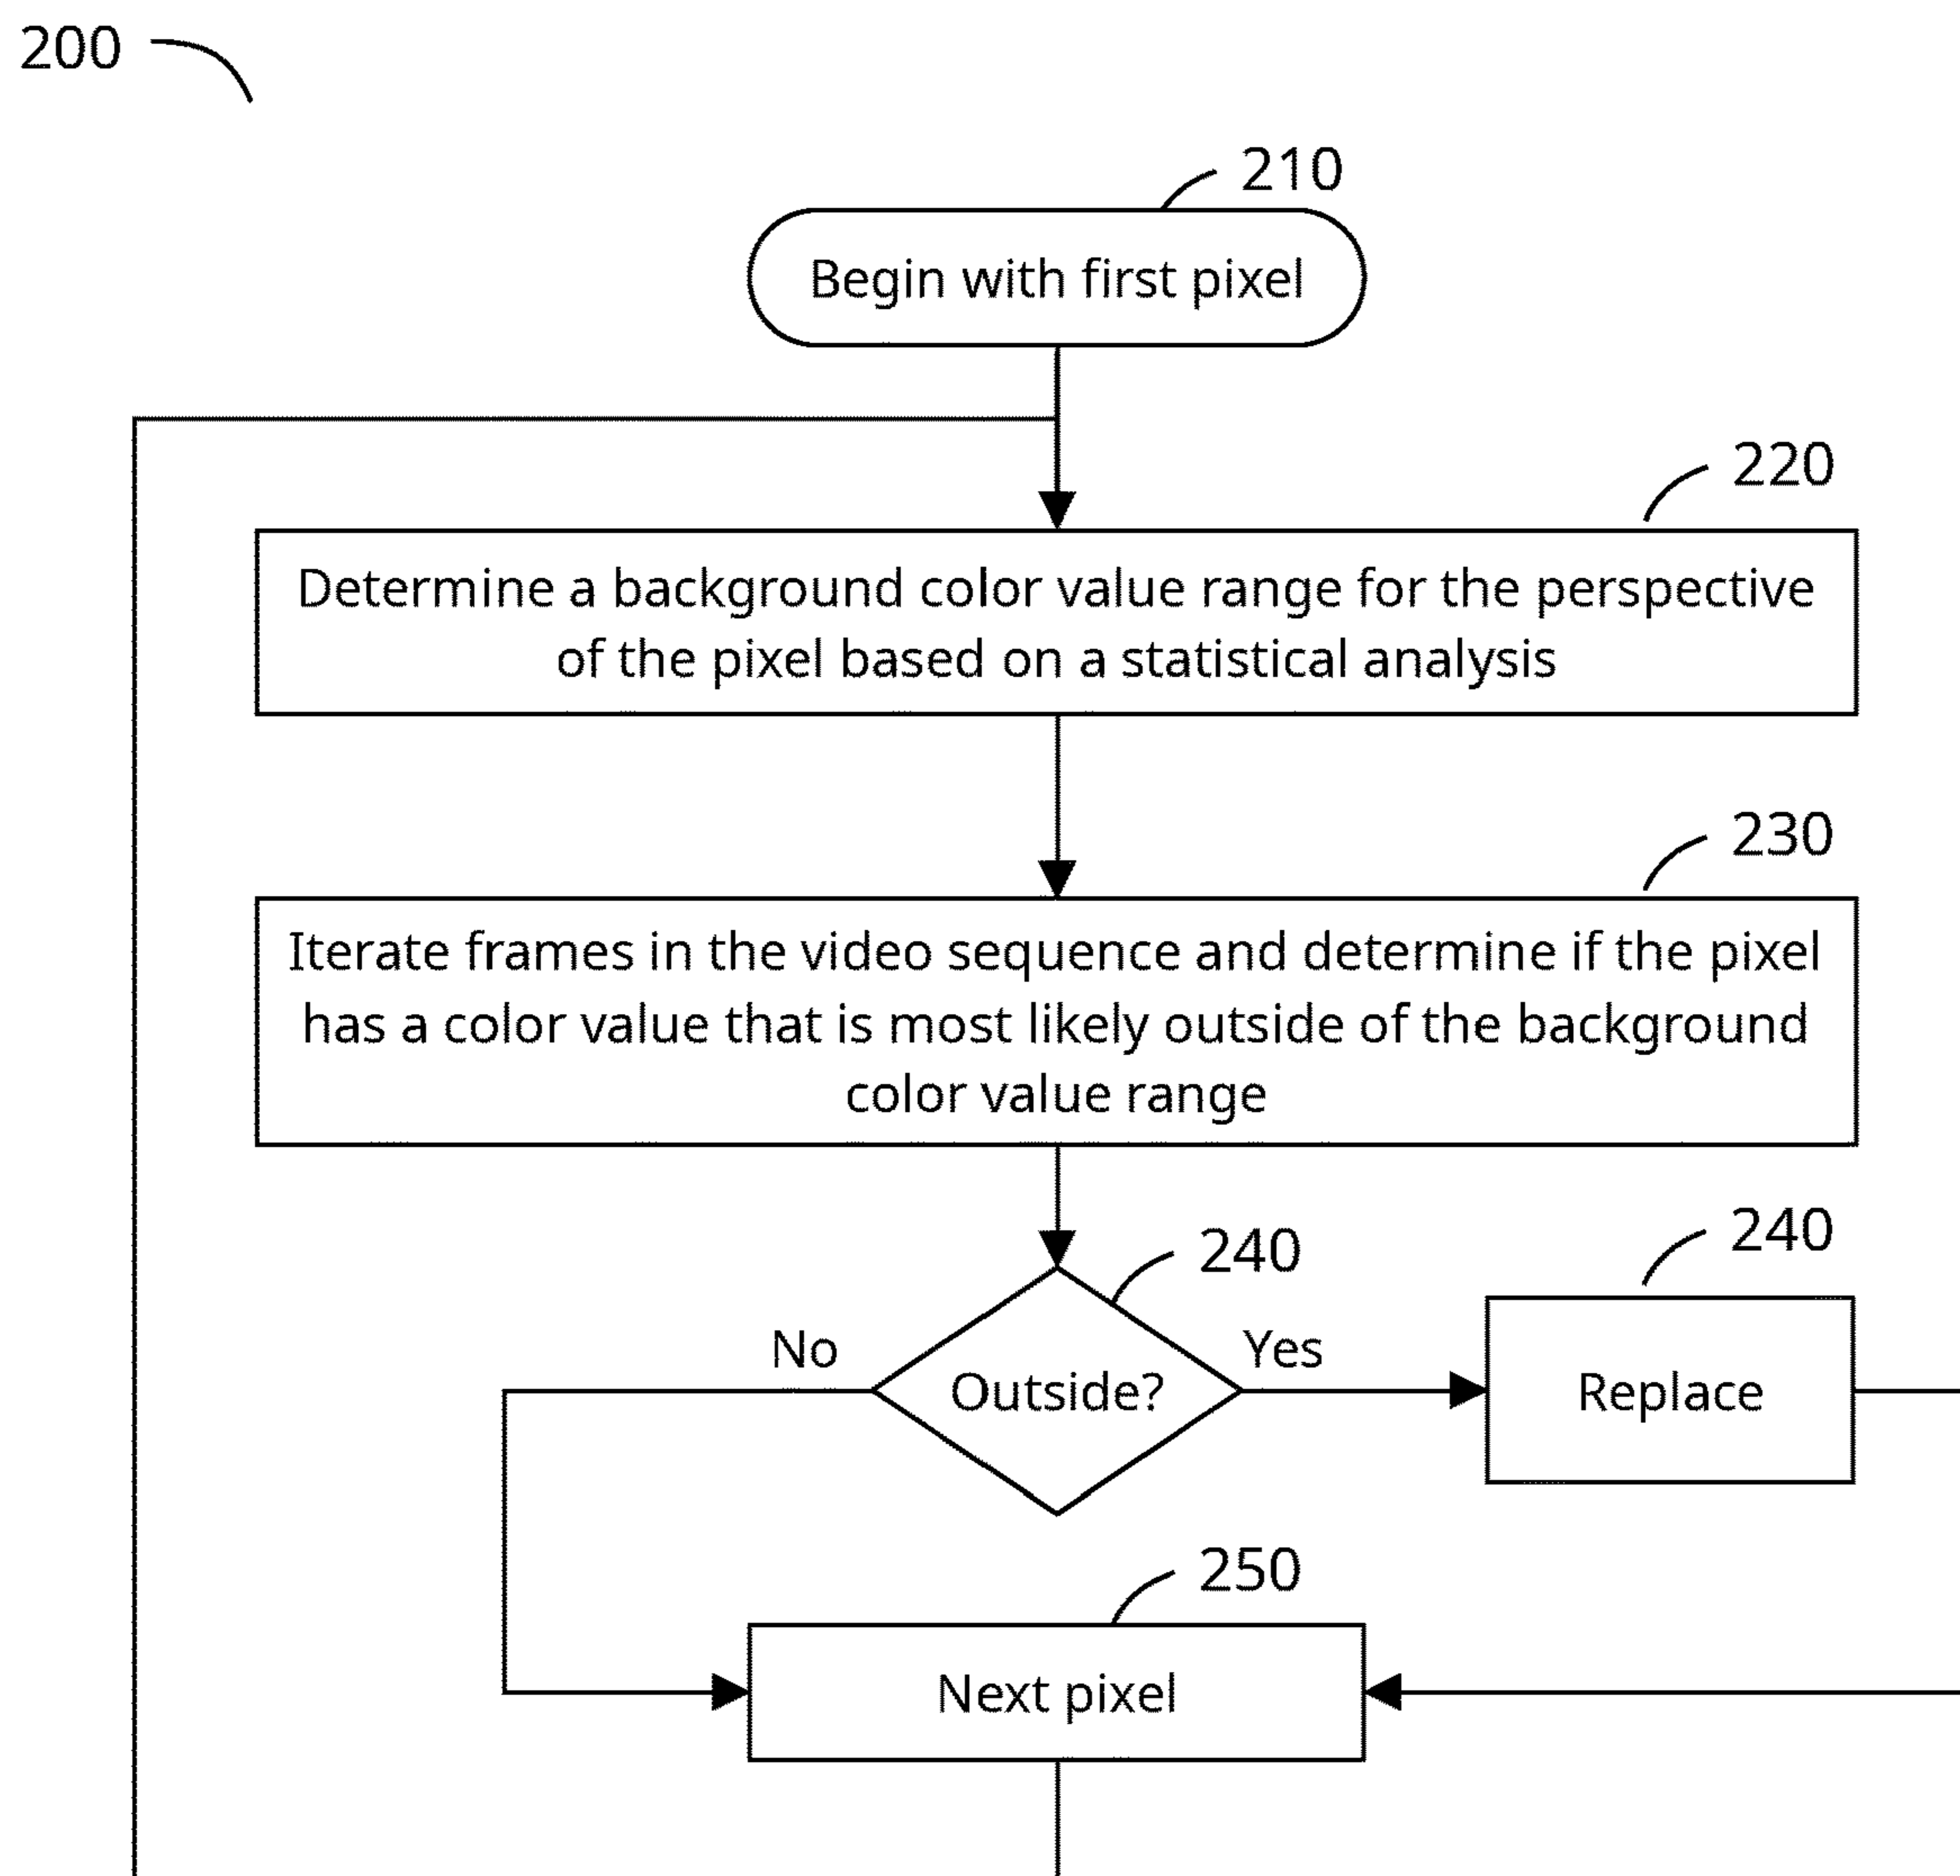 200
210
Begin with first pixel
220
Determine a background color value range for the perspective
of the pixel based on a statistical analysis
230
Iterate frames in the video sequence and determine if the pixel
has a color value that is most likely outside of the background
color value range
240
240
No
Yes
Outside?
Replace
250
Next pixel